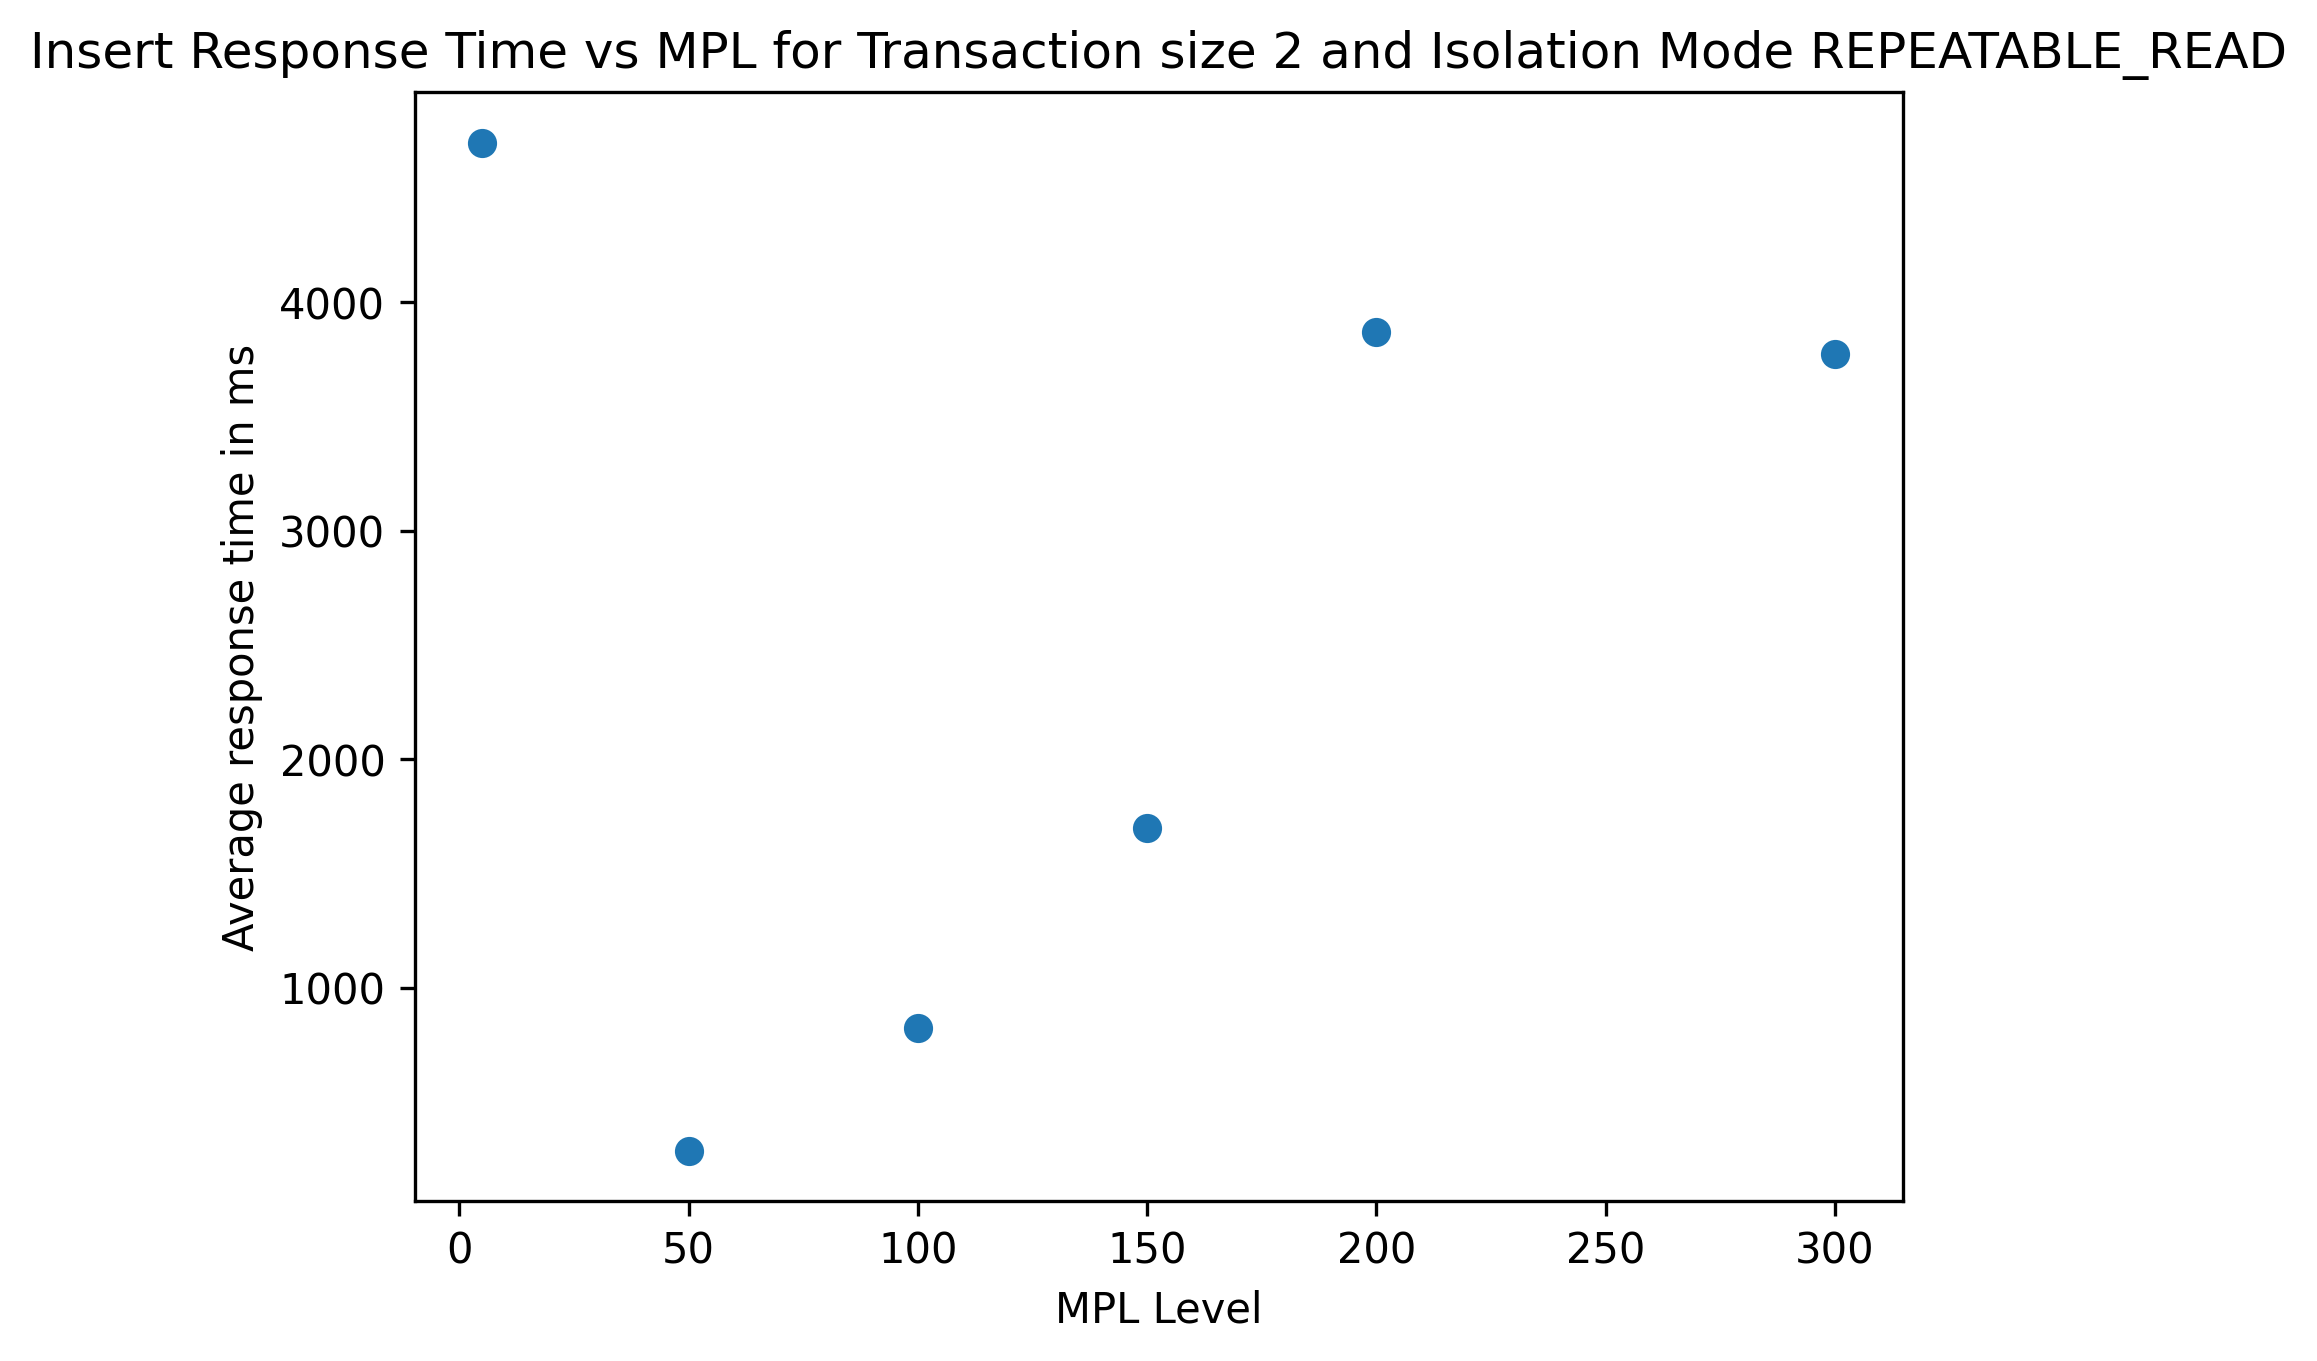 Insert Response Time vs MPL for Transaction size 2 and Isolation Mode REPEATABLE_READ
Average response time in ms
4000
3000
2000
1000
0 50 100 150 200 250 300
MPL Level